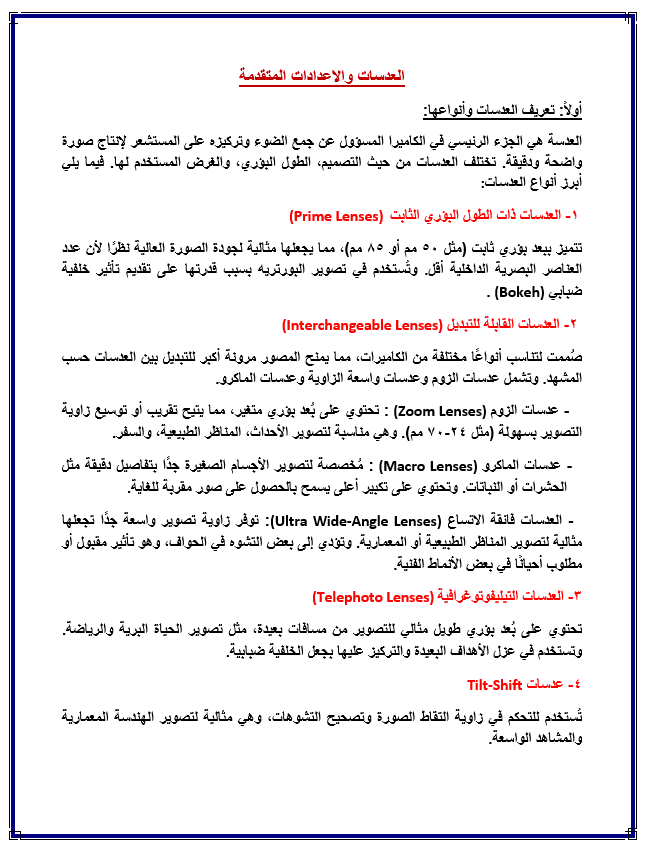 العدسات والاعدادات المتقدمة
أولاً: تعريف العدسات وأنواعها:
العدسة هي الجزء الرئيسي في الكاميرا المسؤول عن جمع الضوء وتركيزه على المستشعر لإنتاج صورة
واضحة ودقيقة. تختلف العدسات من حيث التصميم، الطول البؤري، والغرض المستخدم لها. فيما يلي
أبرز أنواع العدسات:
١- العدسات ذات الطول البؤري الثابت (Prime Lenses)
تتميز ببعد بؤري ثابت (مثل ٥٠ مم أو ٨٥ مم)، مما يجعلها مثالية لجودة الصورة العالية نظرًا لأن عدد
العناصر البصرية الداخلية أقل. وتُستخدم في تصوير البورتريه بسبب قدرتها على تقديم تأثير خلفية
ضبابي (Bokeh) .
٢- العدسات القابلة للتبديل (Interchangeable Lenses)
صُممت لتناسب أنواعًا مختلفة من الكاميرات، مما يمنح المصور مرونة أكبر للتبديل بين العدسات حسب
المشهد. وتشمل عدسات الزوم وعدسات واسعة الزاوية وعدسات الماكرو.
- عدسات الزوم (Zoom Lenses) : تحتوي على بُعد بؤري متغير، مما يتيح تقريب أو توسيع زاوية
التصوير بسهولة (مثل ٢٤-٧٠ مم). وهي مناسبة لتصوير الأحداث، المناظر الطبيعية، والسفر.
- عدسات الماكرو (Macro Lenses) : مُخصصة لتصوير الأجسام الصغيرة جدًا بتفاصيل دقيقة مثل
الحشرات أو النباتات. وتحتوي على تكبير أعلى يسمح بالحصول على صور مقربة للغاية.
- العدسات فائقة الاتساع (Ultra Wide-Angle Lenses): توفر زاوية تصوير واسعة جدًا تجعلها
مثالية لتصوير المناظر الطبيعية أو المعمارية. وتؤدي إلى بعض التشوه في الحواف، وهو تأثير مقبول أو
مطلوب أحيانًا في بعض الأنماط الفنية.
٣- العدسات التيليفوتوغرافية (Telephoto Lenses)
تحتوي على بُعد بؤري طويل مثالي للتصوير من مسافات بعيدة، مثل تصوير الحياة البرية والرياضة.
وتستخدم في عزل الأهداف البعيدة والتركيز عليها بجعل الخلفية ضبابية.
٤- عدسات Tilt-Shift
تُستخدم للتحكم في زاوية التقاط الصورة وتصحيح التشوهات، وهي مثالية لتصوير الهندسة المعمارية
والمشاهد الواسعة.